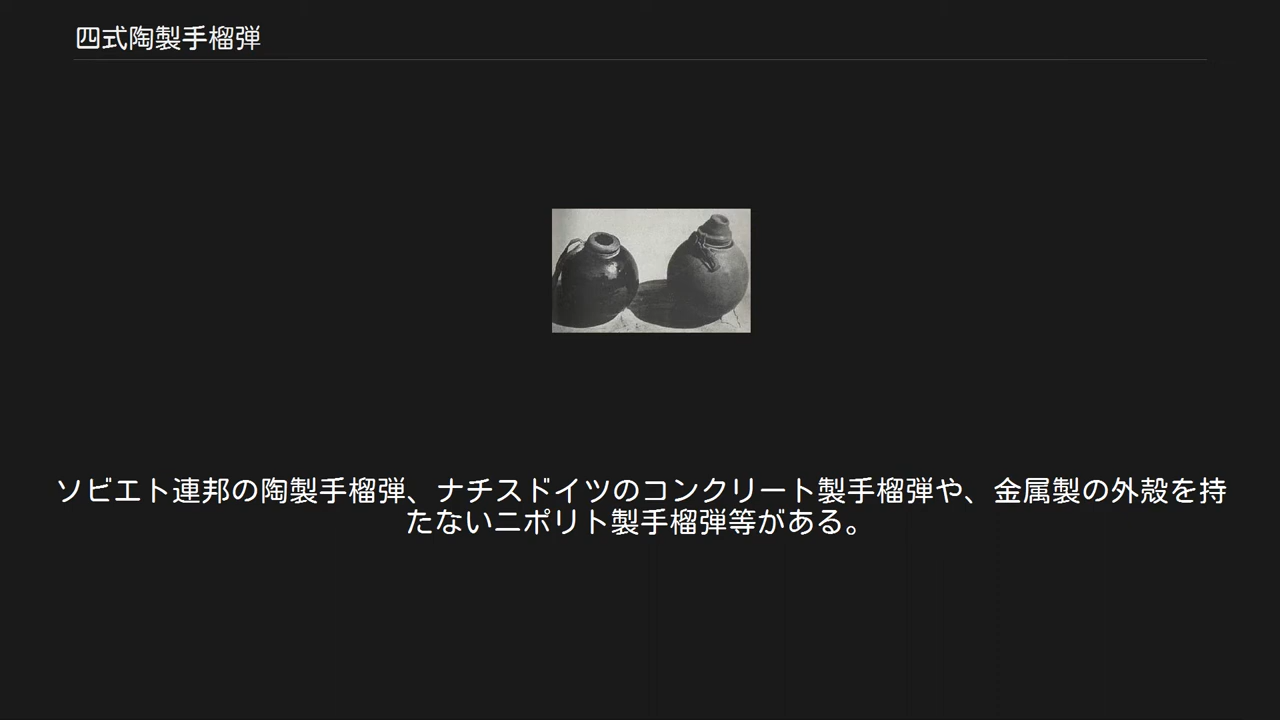 四式陶製手榴弾
ソビエト連邦の陶製手榴弾、ナチスドイツのコンクリート製手榴弾や、金属製の外殻を持
たないニポリト製手榴弾等がある。